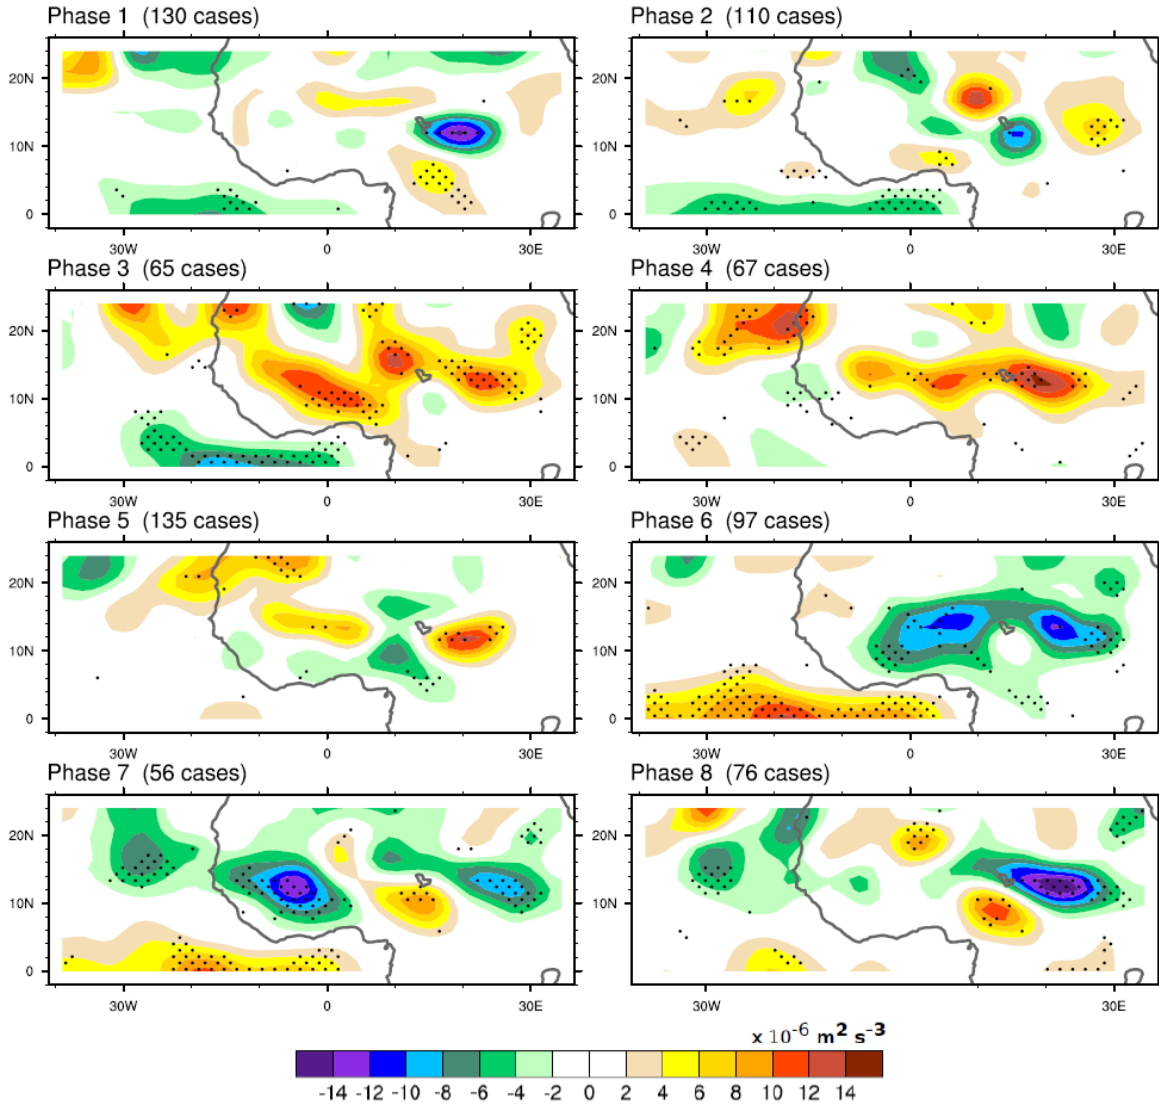 Phase 1 (130 cases)
Phase 2 (110 cases)
20N
20N
10N
10N
0
0
30W
0
30E
30W
0
30E
Phase 3 (65 cases)
Phase 4 (67 cases)
20N
20N
10N
10N
0
0
30W
0
30E
30W
0
30E
Phase 5 (135 cases)
Phase 6 (97 cases)
20N
20N
10N
10N
0
0
30W
0
30E
30W
0
30E
Phase 7 (56 cases)
Phase 8 (76 cases)
20N
20N
10N
10N
0
0
30W
0
30E
30W
0
30E
x 10⁻⁶ m² s⁻³
-14 -12 -10 -8 -6 -4 -2 0 2 4 6 8 10 12 14